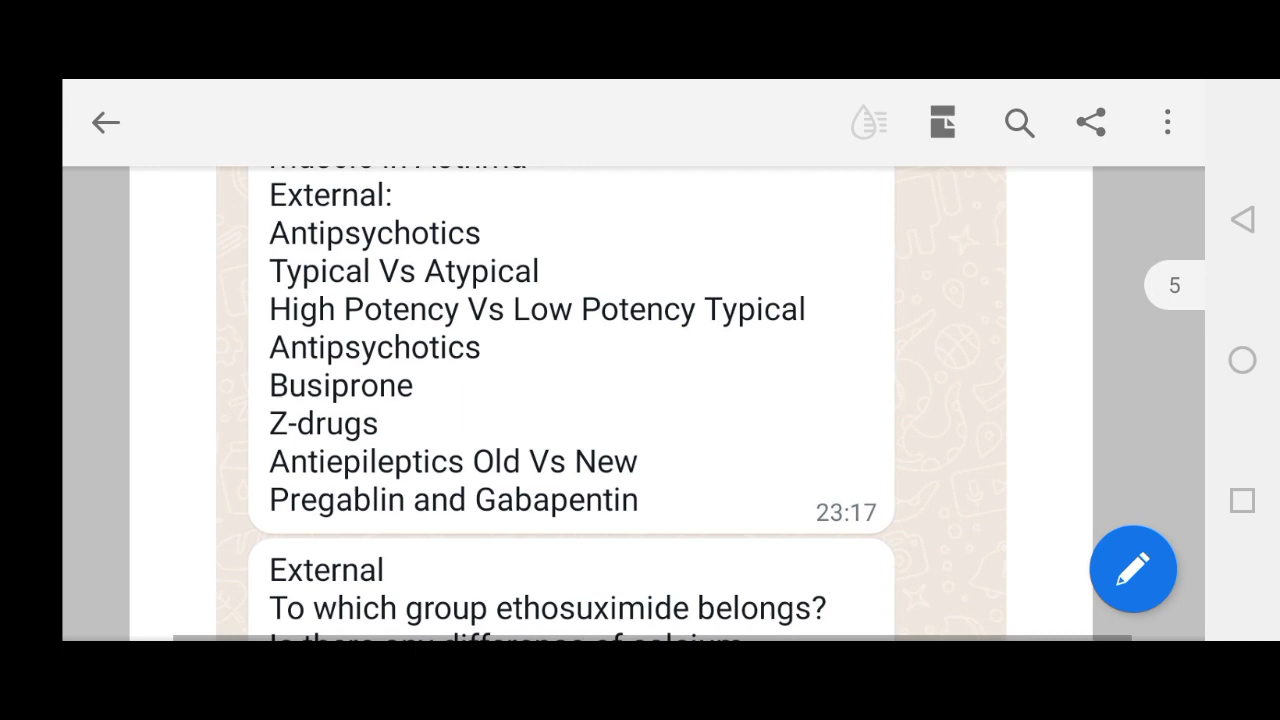 External:
Antipsychotics
Typical Vs Atypical
High Potency Vs Low Potency Typical
Antipsychotics
Busiprone
Z-drugs
Antiepileptics Old Vs New
Pregablin and Gabapentin
23:17
5
External
To which group ethosuximide belongs?